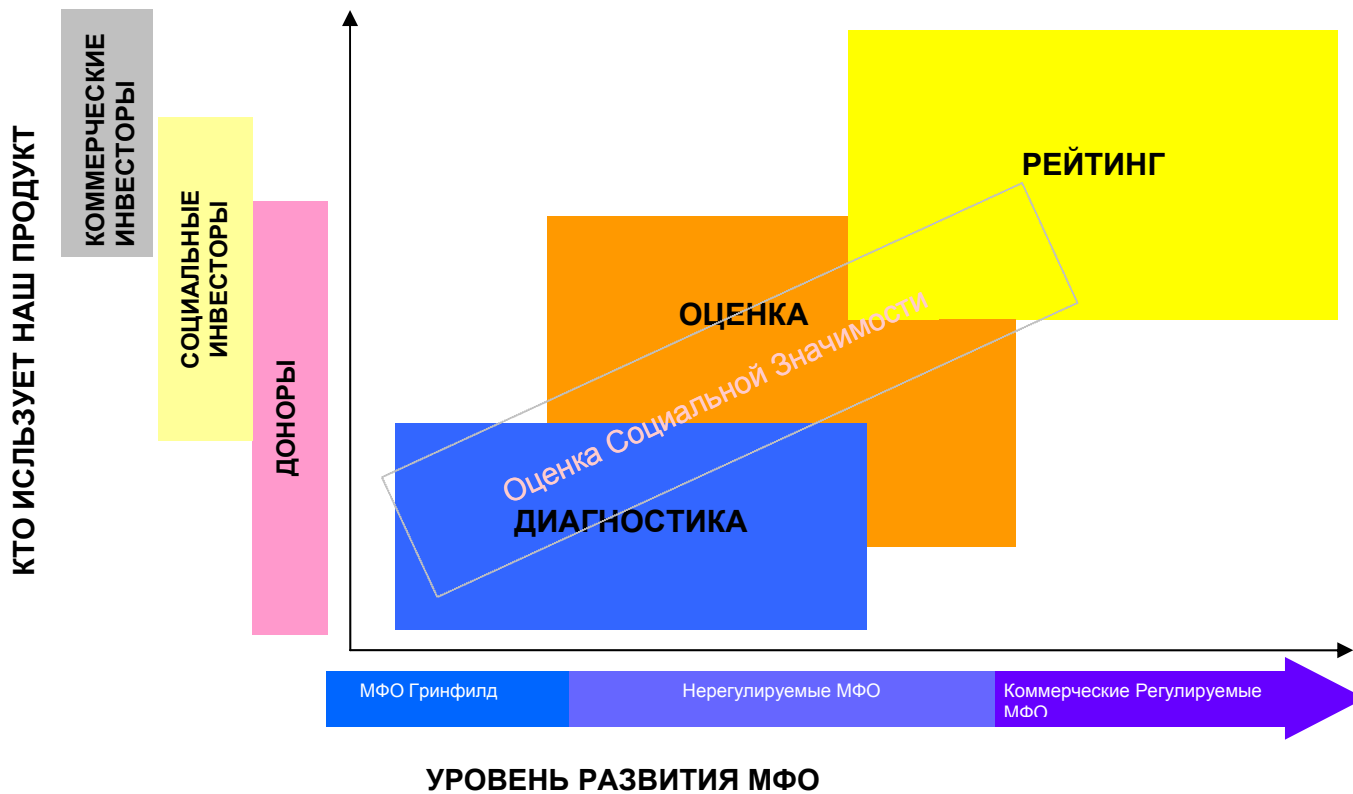 КТО ИСЛЬЗУЕТ НАШ ПРОДУКТ
КОММЕРЧЕСКИЕ
ИНВЕСТОРЫ
СОЦИАЛЬНЫЕ
ИНВЕСТОРЫ
ДОНОРЫ
РЕЙТИНГ
ОЦЕНКА
Оценка Социальной Значимости
ДИАГНОСТИКА
МФО Гринфилд
Нерегулируемые МФО
Коммерческие Регулируемые
МФО
УРОВЕНЬ РАЗВИТИЯ МФО